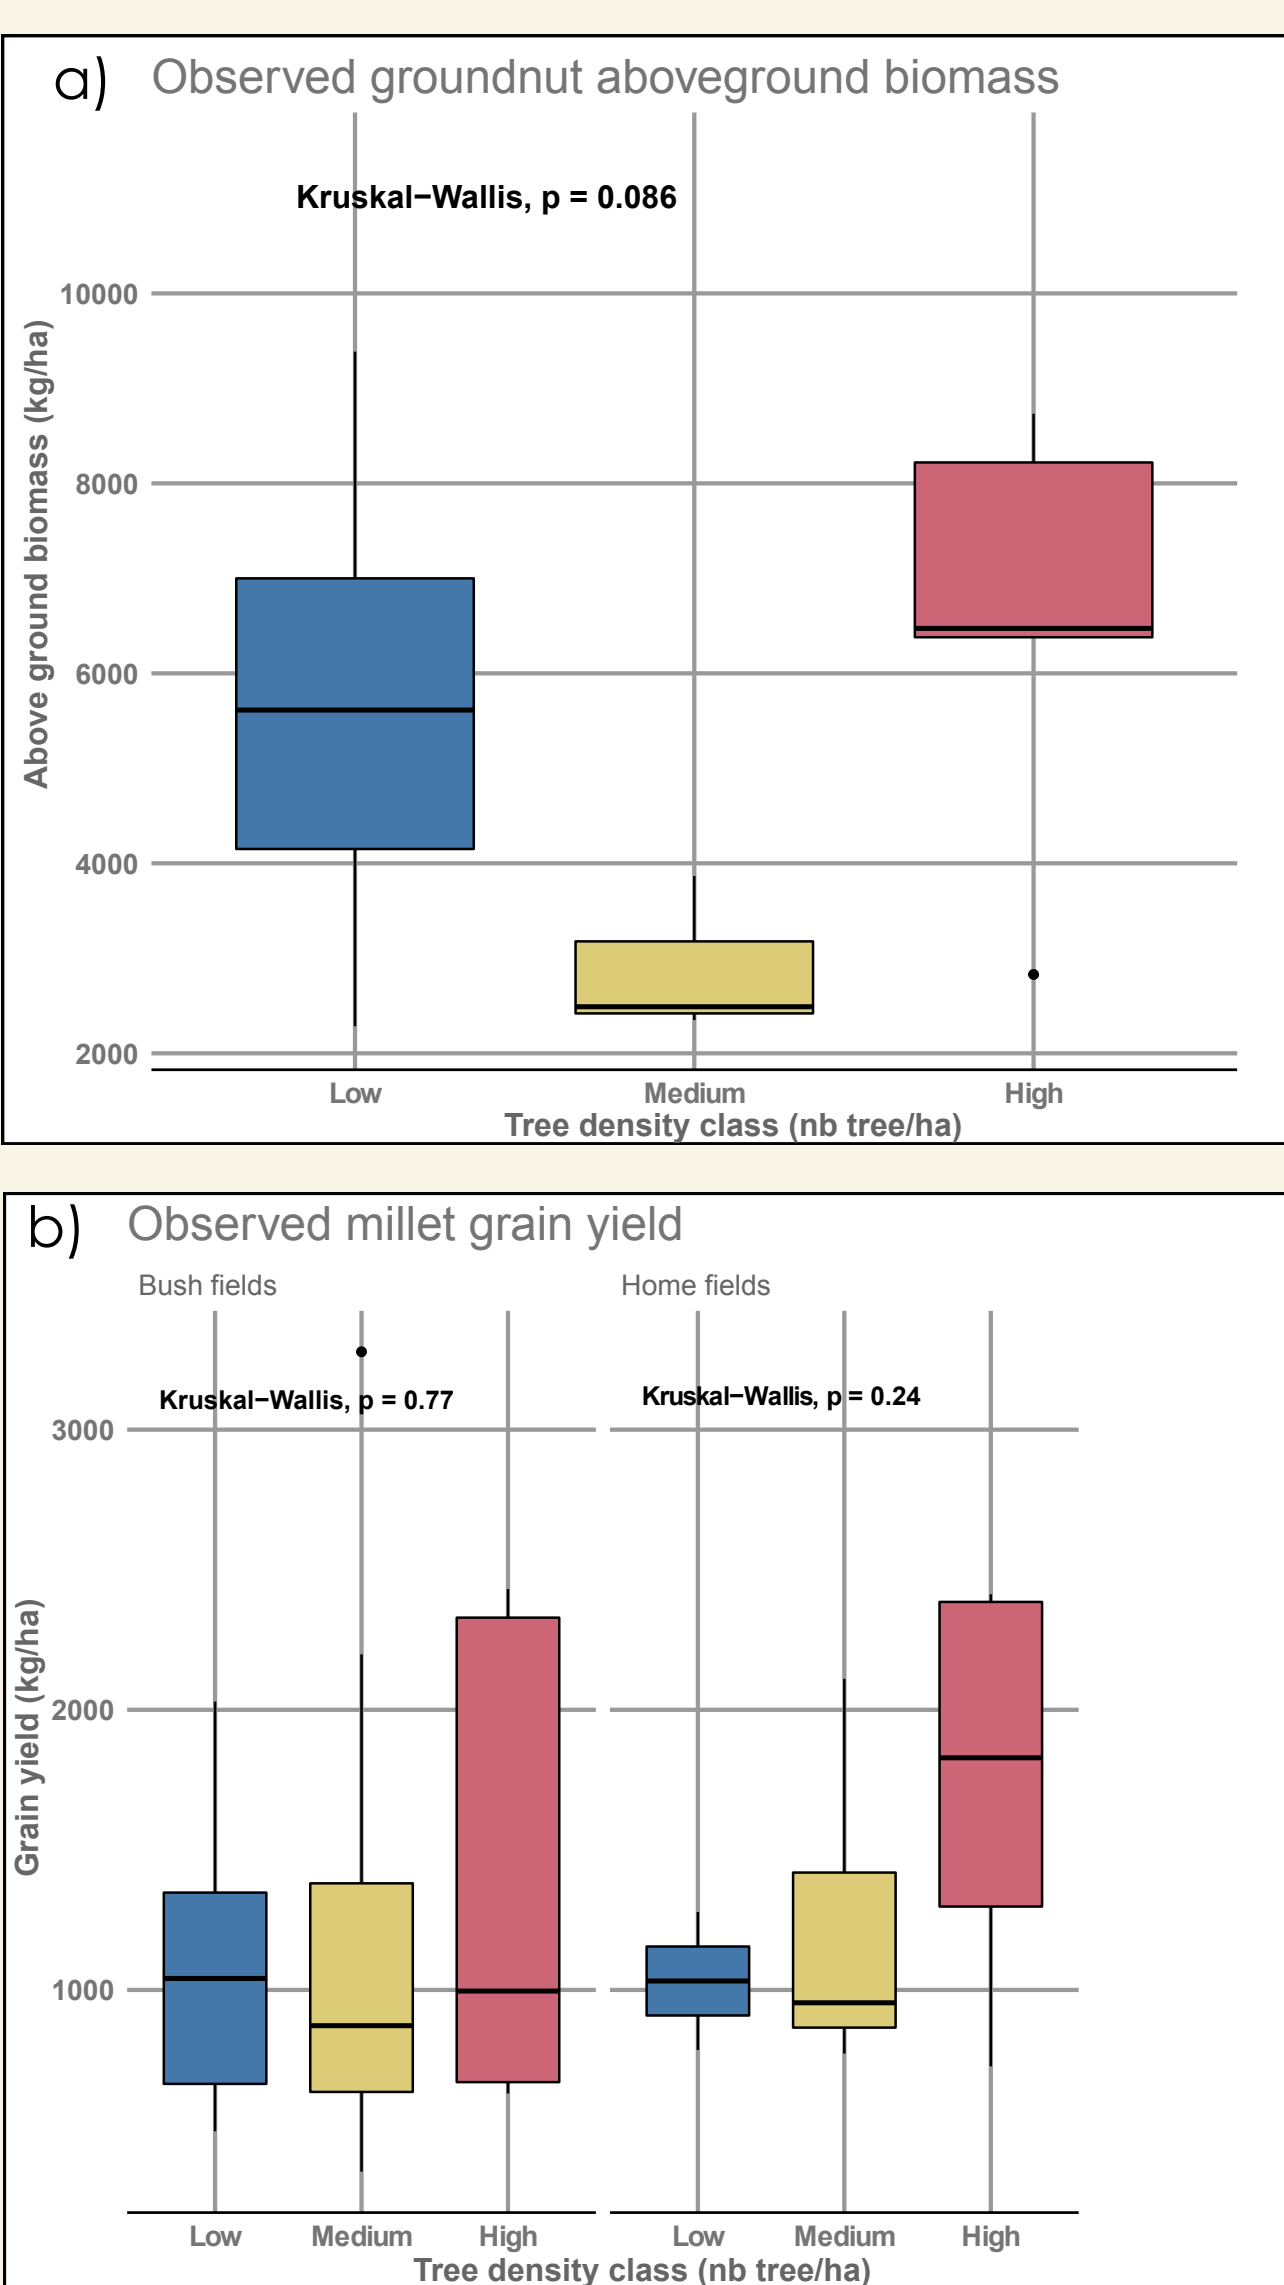 a) Observed groundnut aboveground biomass
Kruskal−Wallis, p = 0.086
Above ground biomass (kg/ha)
10000
8000
6000
4000
2000
Low Medium High
Tree density class (nb tree/ha)
b) Observed millet grain yield
Bush fields Home fields
Kruskal−Wallis, p = 0.77 Kruskal−Wallis, p = 0.24
Grain yield (kg/ha)
3000
2000
1000
Low Medium High Low Medium High
Tree density class (nb tree/ha)